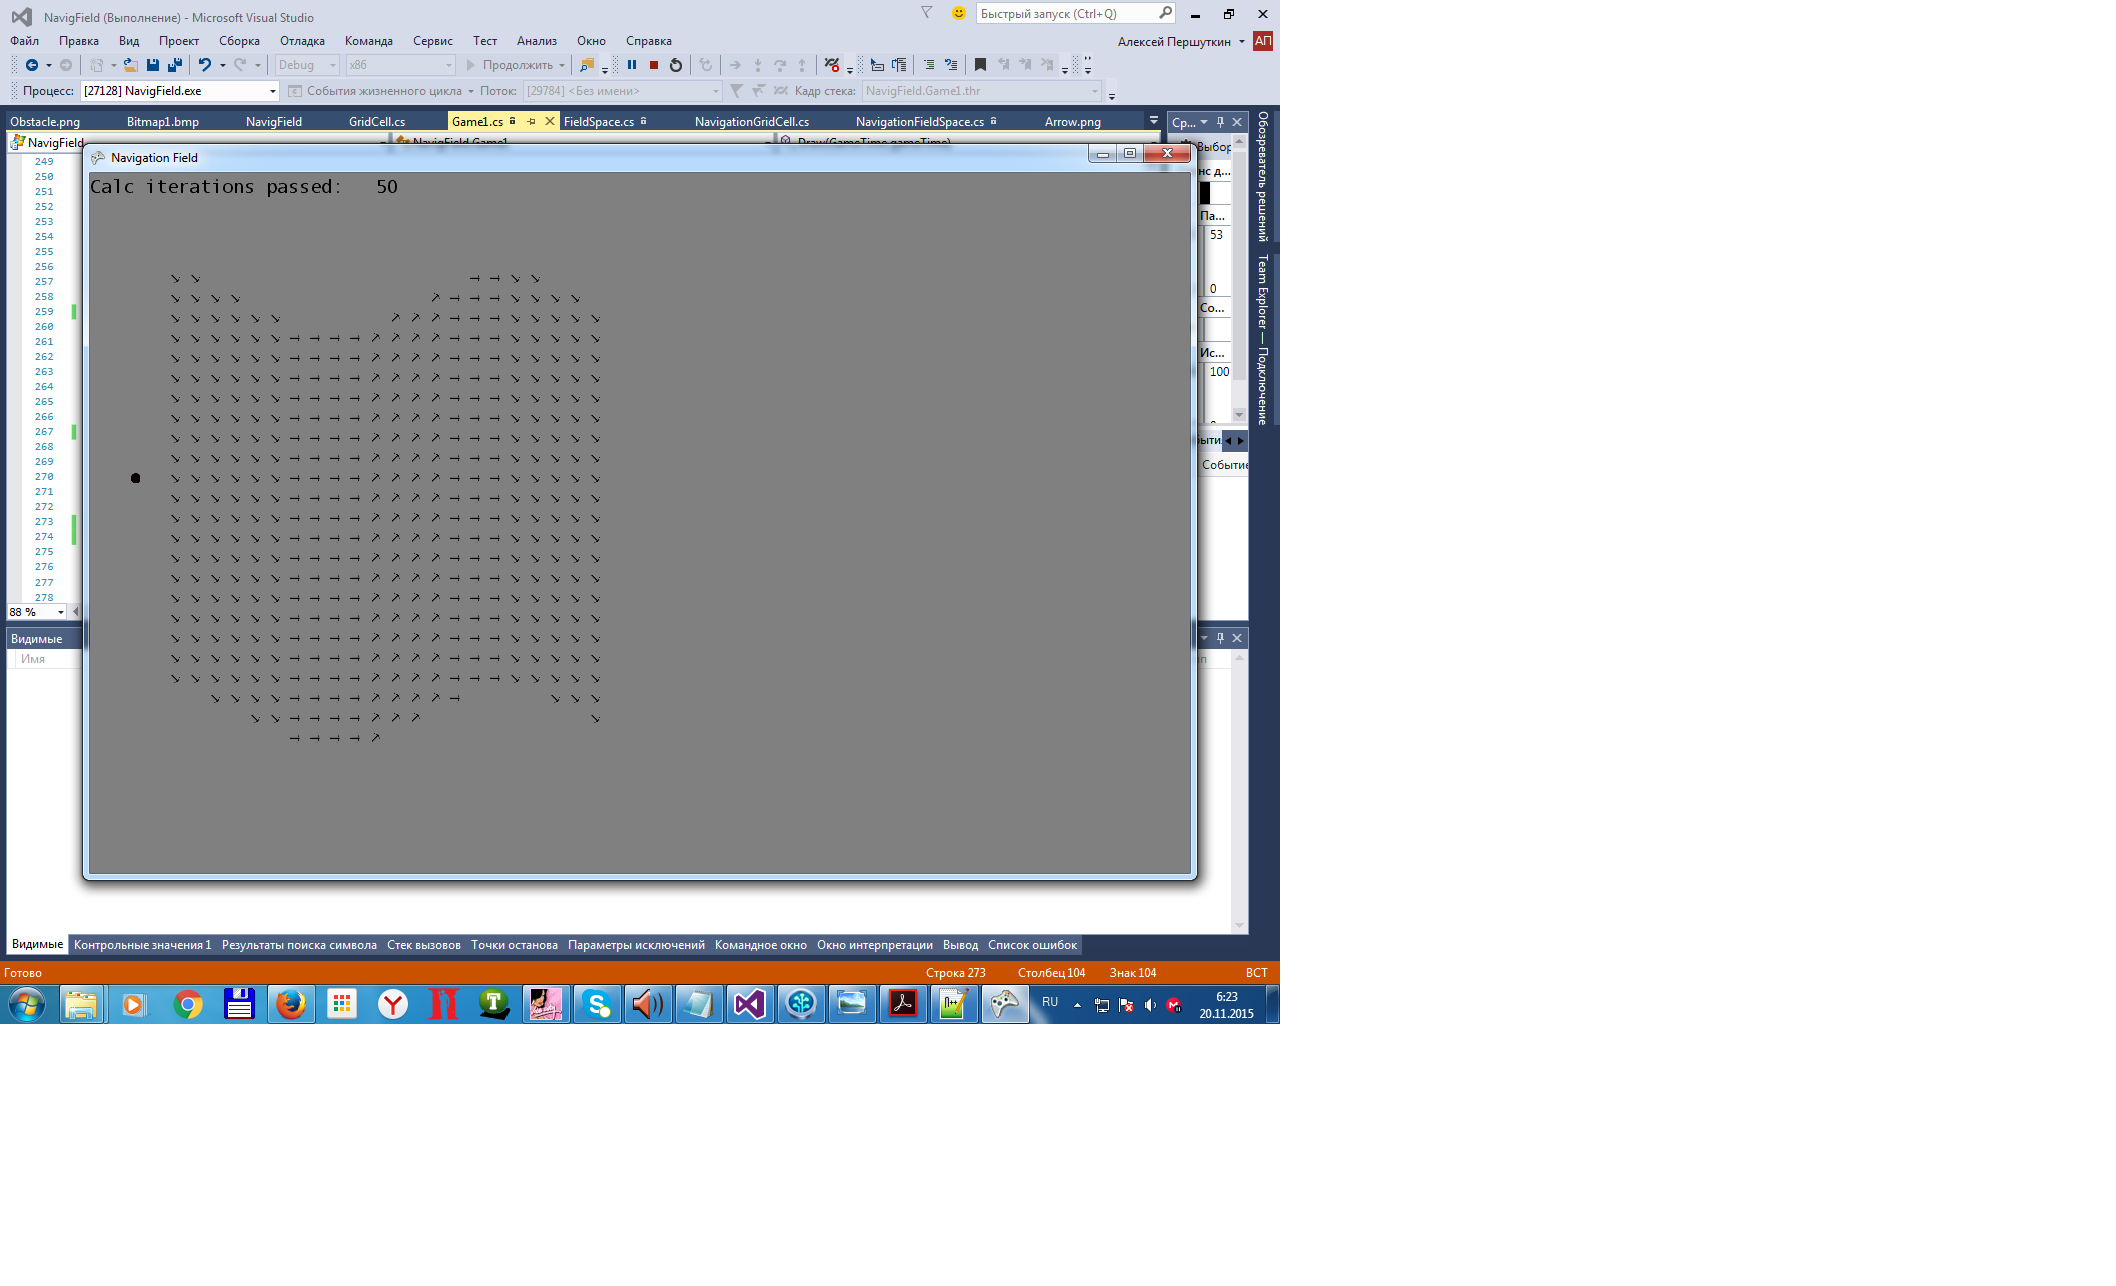 NavigField (Выполнение) - Microsoft Visual Studio
Быстрый запуск (Ctrl+Q)
Файл Правка Вид Проект Сборка Отладка Команда Сервис Тест Анализ Окно Справка
Алексей Першуткин АП
Debug x86 Продолжить
Процесс: [27128] NavigField.exe События жизненного цикла Поток: [29784] <Без имени> Кадр стека: NavigField.Game1.thr
Obstacle.png Bitmap1.bmp NavigField GridCell.cs Game1.cs FieldSpace.cs NavigationGridCell.cs NavigationFieldSpace.cs Arrow.png
Ср...
NavigField NavigField.Game1 Draw(GameTime gameTime)
Выбор
Navigation Field
Calc iterations passed: 50
249
250
251
252
253
254
255
256
257
258
259
260
261
262
263
264
265
266
267
268
269
270
271
272
273
274
275
276
277
278
88 %
нс д...
Па...
53
0
Со...
Ис...
100
Событие
Обозреватель решений
Team Explorer — Подключение
Видимые
Имя
Видимые Контрольные значения 1 Результаты поиска символа Стек вызовов Точки останова Параметры исключений Командное окно Окно интерпретации Вывод Список ошибок
Готово Строка 273 Столбец 104 Знак 104 ВСТ
RU
6:23
20.11.2015